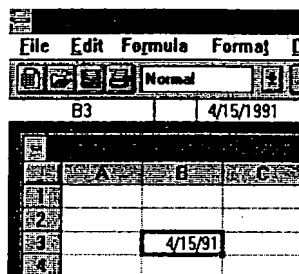 File Edit Formula Format
Normal
B3 4/15/1991
A B C
1
2
3 4/15/91
4